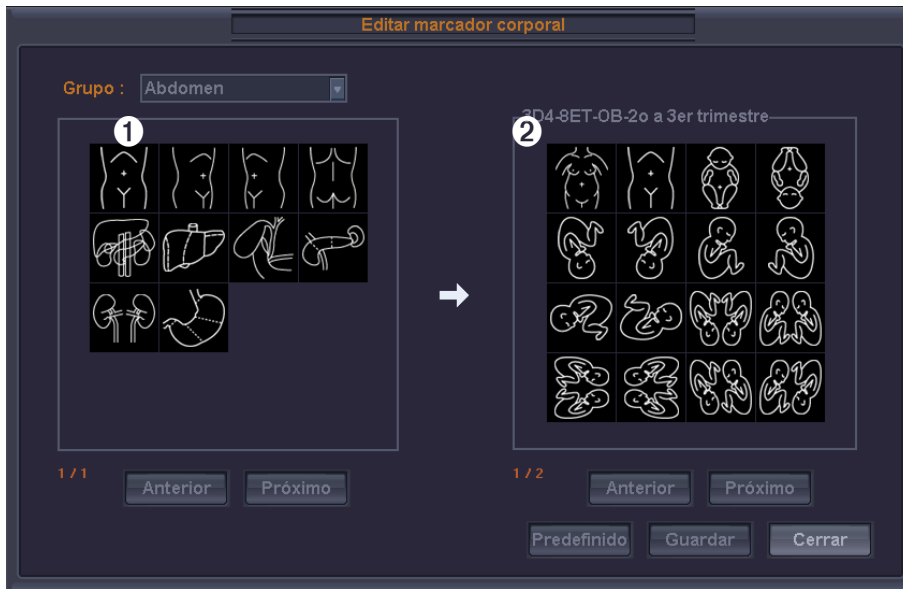 Editar marcador corporal
Grupo : Abdomen
1
2
3D4-8ET-OB-2o a 3er trimestre
1 / 1
Anterior
Próximo
1 / 2
Anterior
Próximo
Predefinido
Guardar
Cerrar